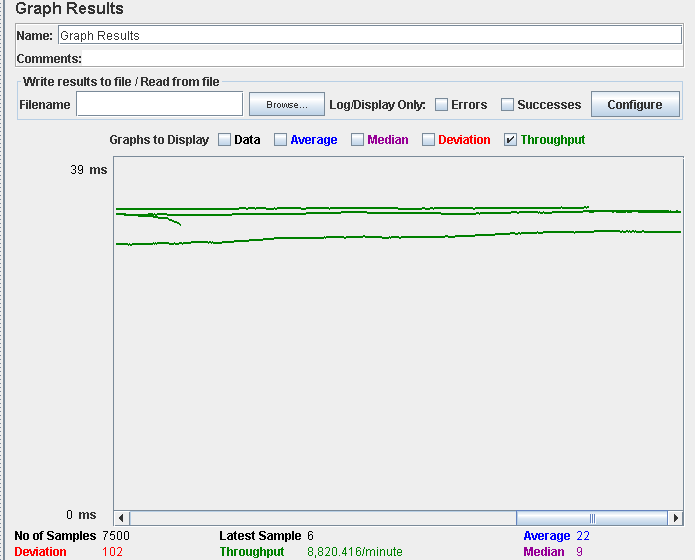 Graph Results
Name: Graph Results
Comments:
Write results to file / Read from file
Filename Browse... Log/Display Only: Errors Successes Configure
Graphs to Display Data Average Median Deviation Throughput
39 ms
0 ms
No of Samples 7500 Latest Sample 6 Average 22
Deviation 102 Throughput 8,820.416/minute Median 9